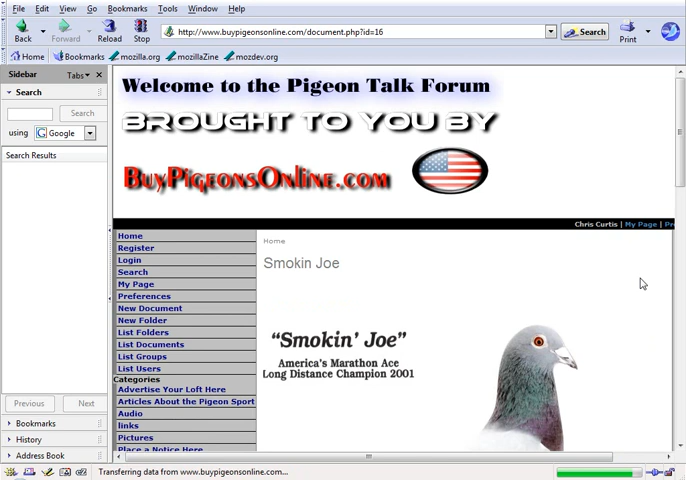 File Edit View Go Bookmarks Tools Window Help
Back Forward Reload Stop http://www.buypigeonsonline.com/document.php?id=16 Search Print
Home Bookmarks mozilla.org mozillaZine mozdev.org
Sidebar Tabs
Search
Search
using Google
Search Results
Previous Next
Bookmarks
History
Address Book
Welcome to the Pigeon Talk Forum
BROUGHT TO YOU BY
BuyPigeonsOnline.com
Chris Curtis | My Page | Pr
Home
Register
Login
Search
My Page
Preferences
New Document
New Folder
List Folders
List Documents
List Groups
List Users
Categories
Advertise Your Loft Here
Articles About the Pigeon Sport
Audio
links
Pictures
Place a Notice Here
Home
Smokin Joe
“Smokin’ Joe”
America's Marathon Ace
Long Distance Champion 2001
Transferring data from www.buypigeonsonline.com...